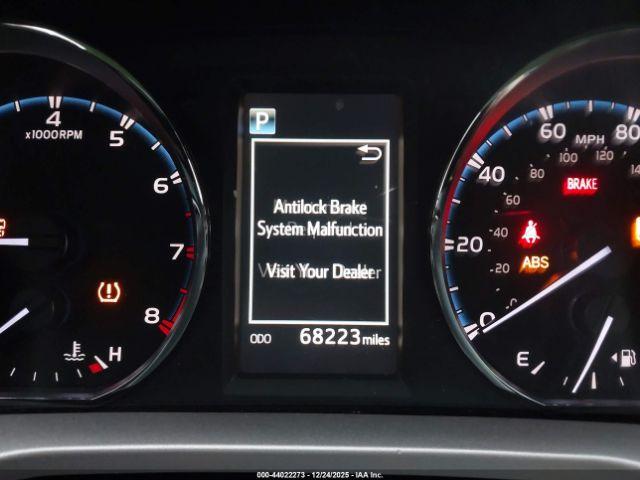 4
x1000RPM
5
6
7
8
H
P
Antilock Brake
System Malfunction
Visit Your Dealer
ODO 68223 miles
60 MPH 80
100 120
80
40
60
BRAKE
40
20
ABS
20
0
0
E
000-44022273 - 12/24/2025 - IAA Inc.